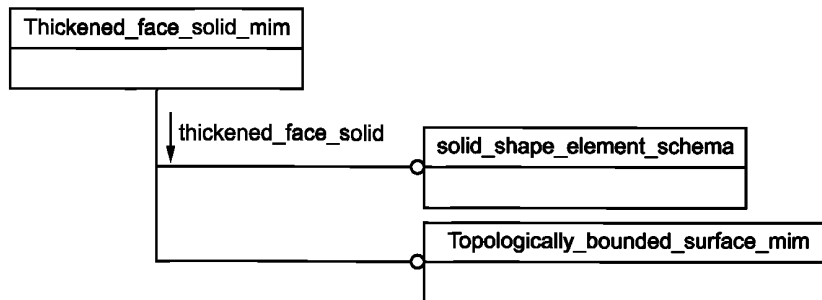 Thickened_face_solid_mim
thickened_face_solid
solid_shape_element_schema
Topologically_bounded_surface_mim